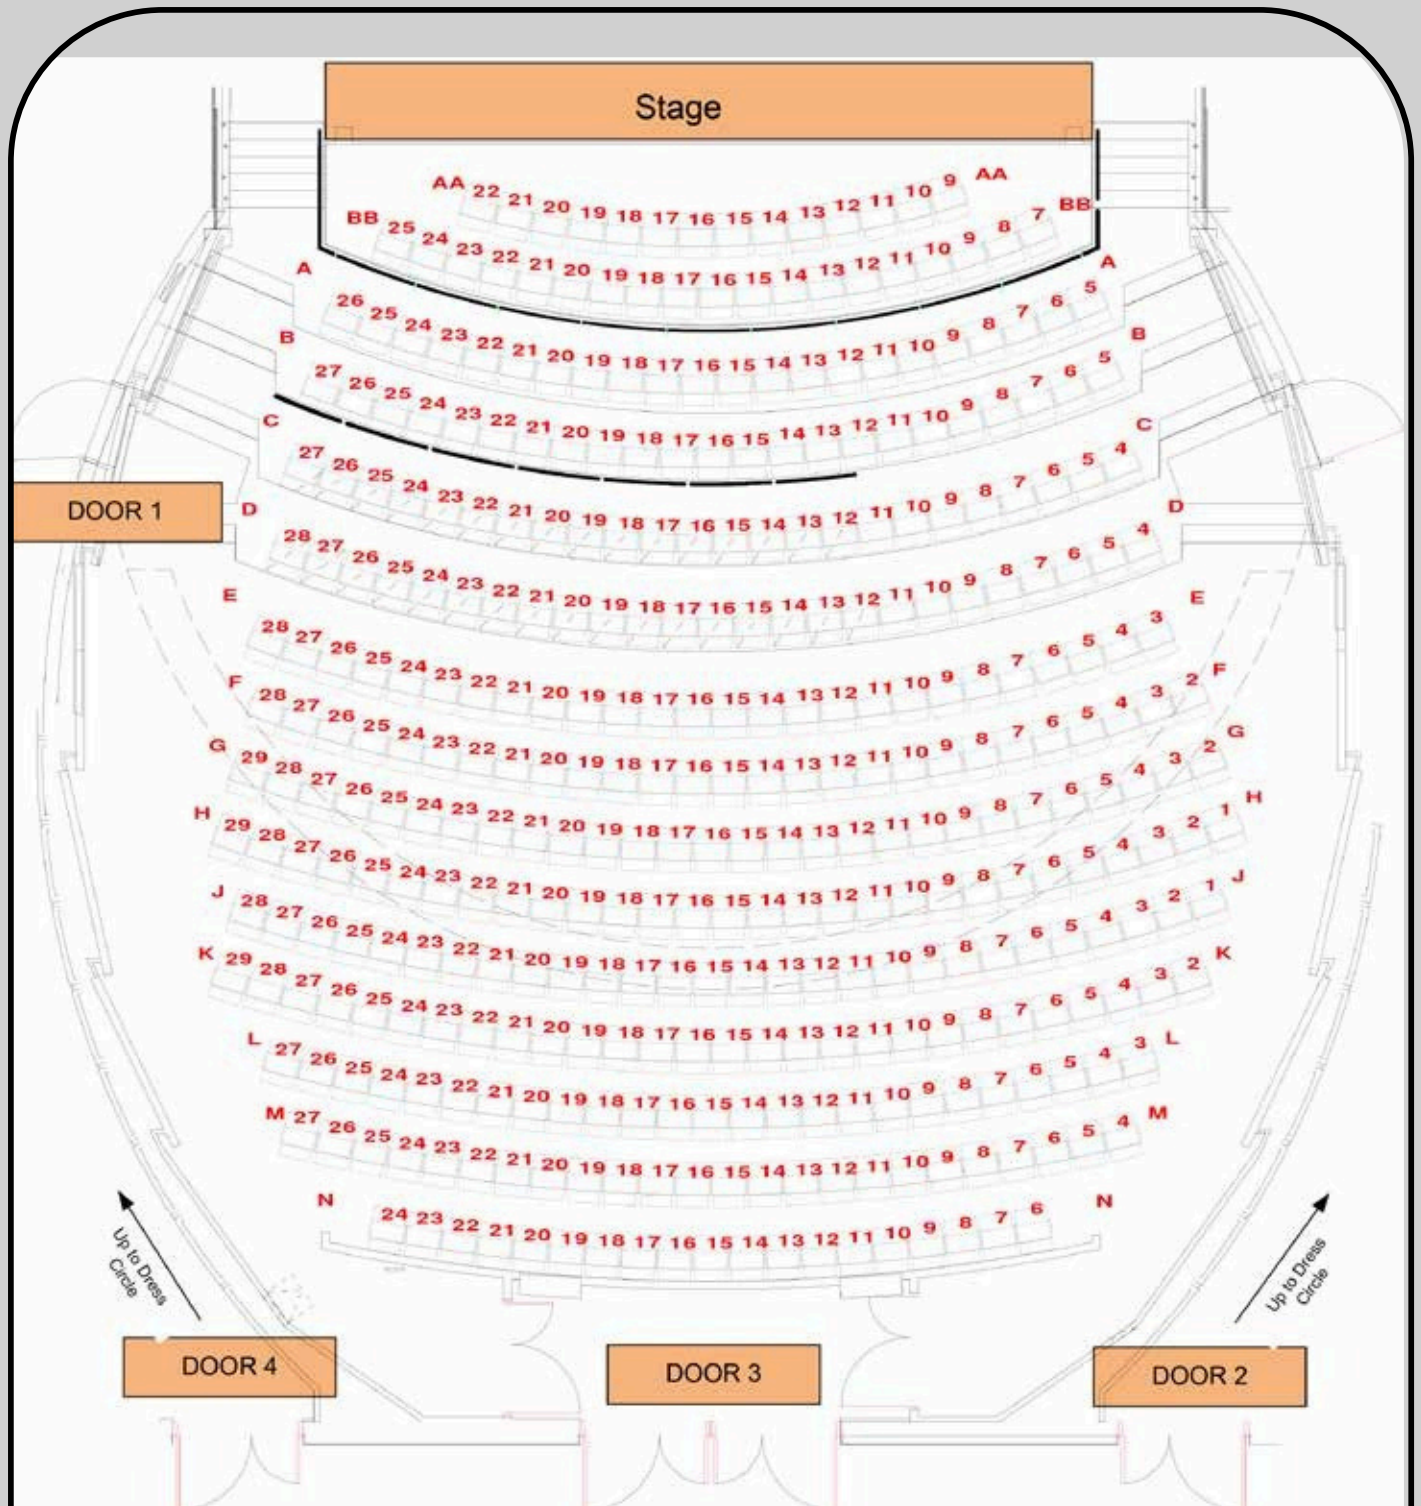 Stage
AA 22 21 20 19 18 17 16 15 14 13 12 11 10 9 AA
BB 25 24 23 22 21 20 19 18 17 16 15 14 13 12 11 10 9 8 7 BB
A 26 25 24 23 22 21 20 19 18 17 16 15 14 13 12 11 10 9 8 7 6 5 A
B 27 26 25 24 23 22 21 20 19 18 17 16 15 14 13 12 11 10 9 8 7 6 5 B
C 27 26 25 24 23 22 21 20 19 18 17 16 15 14 13 12 11 10 9 8 7 6 5 4 C
DOOR 1
D 28 27 26 25 24 23 22 21 20 19 18 17 16 15 14 13 12 11 10 9 8 7 6 5 4 D
E 28 27 26 25 24 23 22 21 20 19 18 17 16 15 14 13 12 11 10 9 8 7 6 5 4 3 E
F 28 27 26 25 24 23 22 21 20 19 18 17 16 15 14 13 12 11 10 9 8 7 6 5 4 3 2 F
G 29 28 27 26 25 24 23 22 21 20 19 18 17 16 15 14 13 12 11 10 9 8 7 6 5 4 3 2 G
H 29 28 27 26 25 24 23 22 21 20 19 18 17 16 15 14 13 12 11 10 9 8 7 6 5 4 3 2 1 H
J 28 27 26 25 24 23 22 21 20 19 18 17 16 15 14 13 12 11 10 9 8 7 6 5 4 3 2 1 J
K 29 28 27 26 25 24 23 22 21 20 19 18 17 16 15 14 13 12 11 10 9 8 7 6 5 4 3 2 K
L 27 26 25 24 23 22 21 20 19 18 17 16 15 14 13 12 11 10 9 8 7 6 5 4 3 L
M 27 26 25 24 23 22 21 20 19 18 17 16 15 14 13 12 11 10 9 8 7 6 5 4 M
N 24 23 22 21 20 19 18 17 16 15 14 13 12 11 10 9 8 7 6 N
Up to Dress
Circle
Up to Dress
Circle
DOOR 4
DOOR 3
DOOR 2